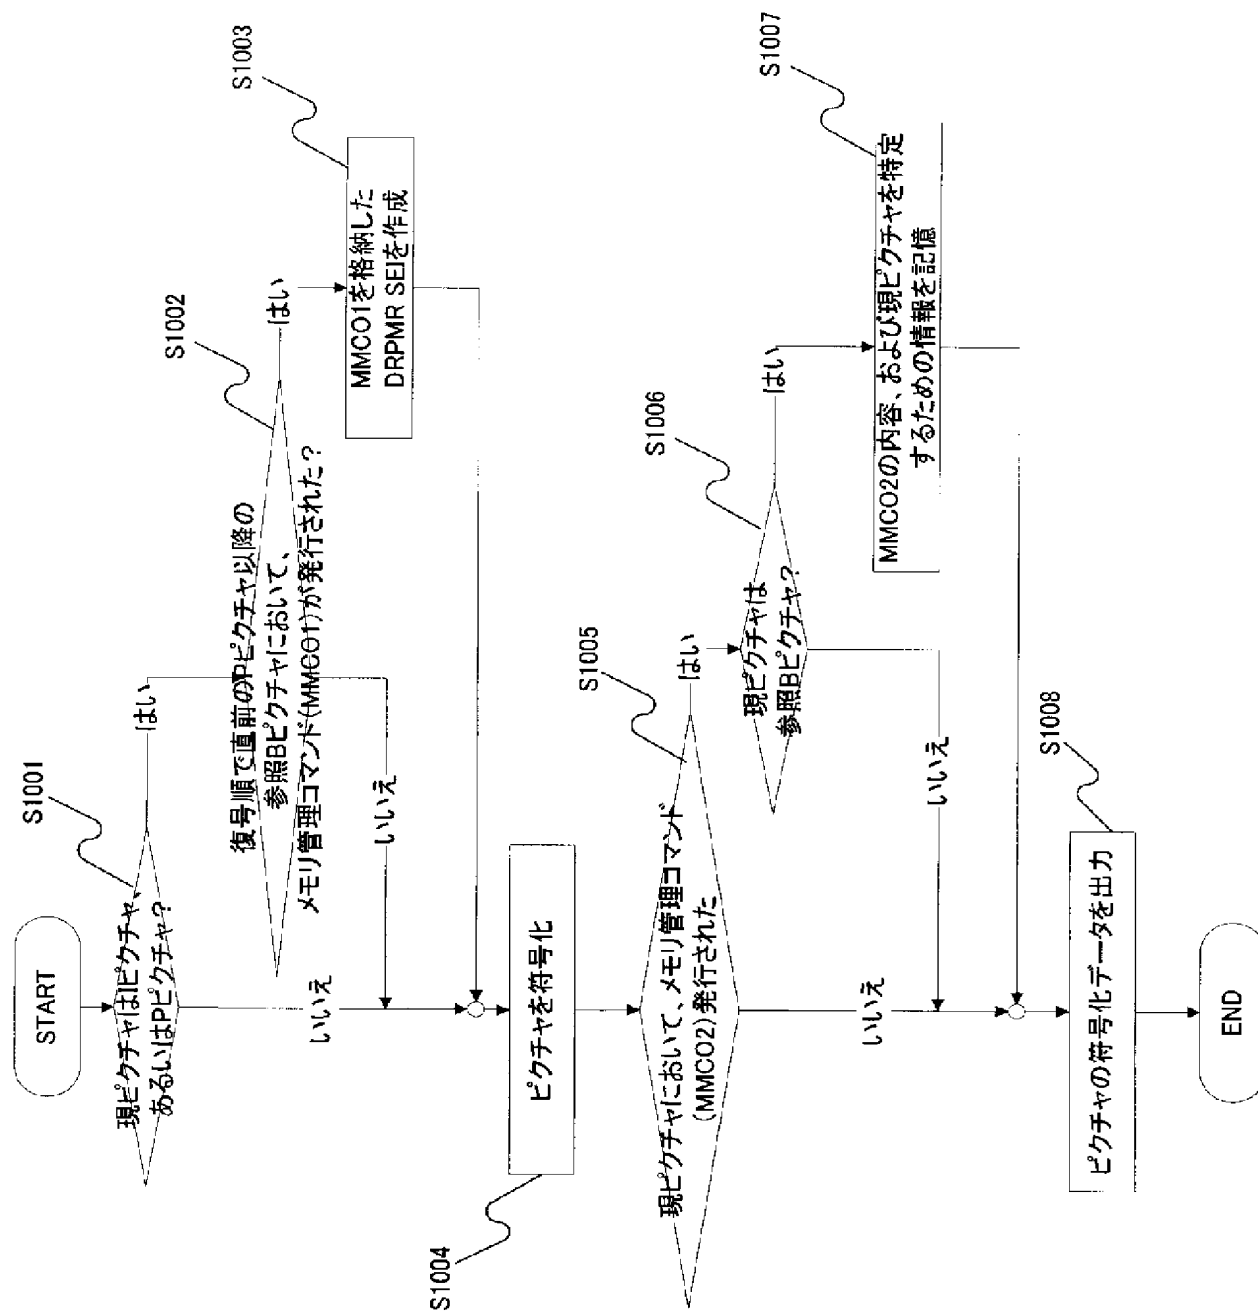 START
S1001
現ピクチャはIピクチャ、
あるいはPピクチャ?
はい
いいえ
S1002
復号順で直前のPピクチャ以降の
参照Bピクチャにおいて、
メモリ管理コマンド(MMCO1)が発行された?
はい
いいえ
S1003
MMCO1を格納した
DRPMR SEIを作成
S1004
ピクチャを符号化
S1005
現ピクチャにおいて、メモリ管理コマンド
(MMCO2)発行された
はい
いいえ
S1006
現ピクチャは
参照Bピクチャ?
はい
いいえ
S1007
MMCO2の内容、および現ピクチャを特定
するための情報を記憶
S1008
ピクチャの符号化データを出力
END